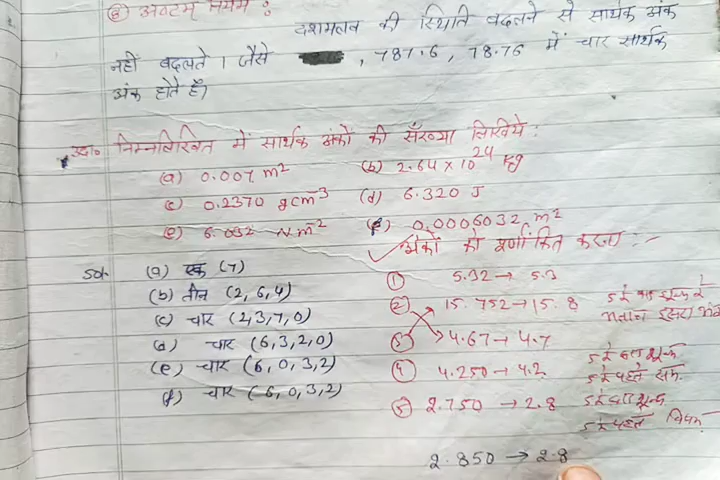 ⑧ अष्टम् नियम :
दशमलव की स्थिति बदलने से सार्थक अंक
नहीं बदलते। जैसे , 787.6, 78.76 में चार सार्थक
अंक होते हैं।
उदा० निम्नलिखित में सार्थक अंकों की सँख्या लिखिये :
(a) 0.007 m² (b) 2.64 x 10²⁴ kg
(c) 0.2370 gcm⁻³ (d) 6.320 J
(e) 6.032 Nm⁻² (f) 0.0006032 m²
अंकों को पूर्णांकित करना :-
Sol. (a) एक (7)
① 5.32 → 5.3
(b) तीन (2, 6, 4)
② 15.752 → 15.8
(c) चार (2,3,7,0)
③ 4.67 → 4.7
(d) चार (6,3,2,0)
④ 4.250 → 4.2
(e) चार (6,0,3,2)
⑤ 2.750 → 2.8
(f) चार (6,0,3,2)
2.850 → 2.8